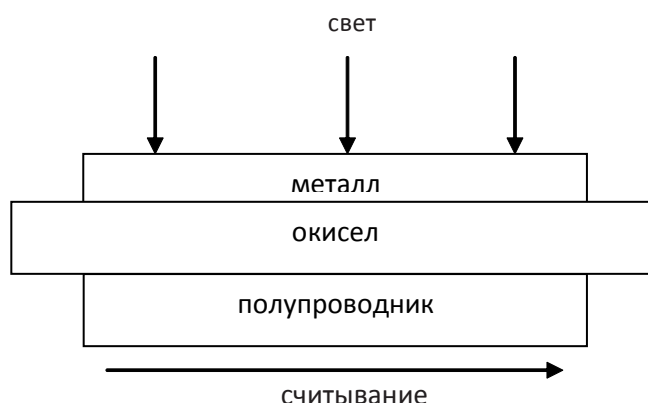 свет
металл
окисел
полупроводник
считывание